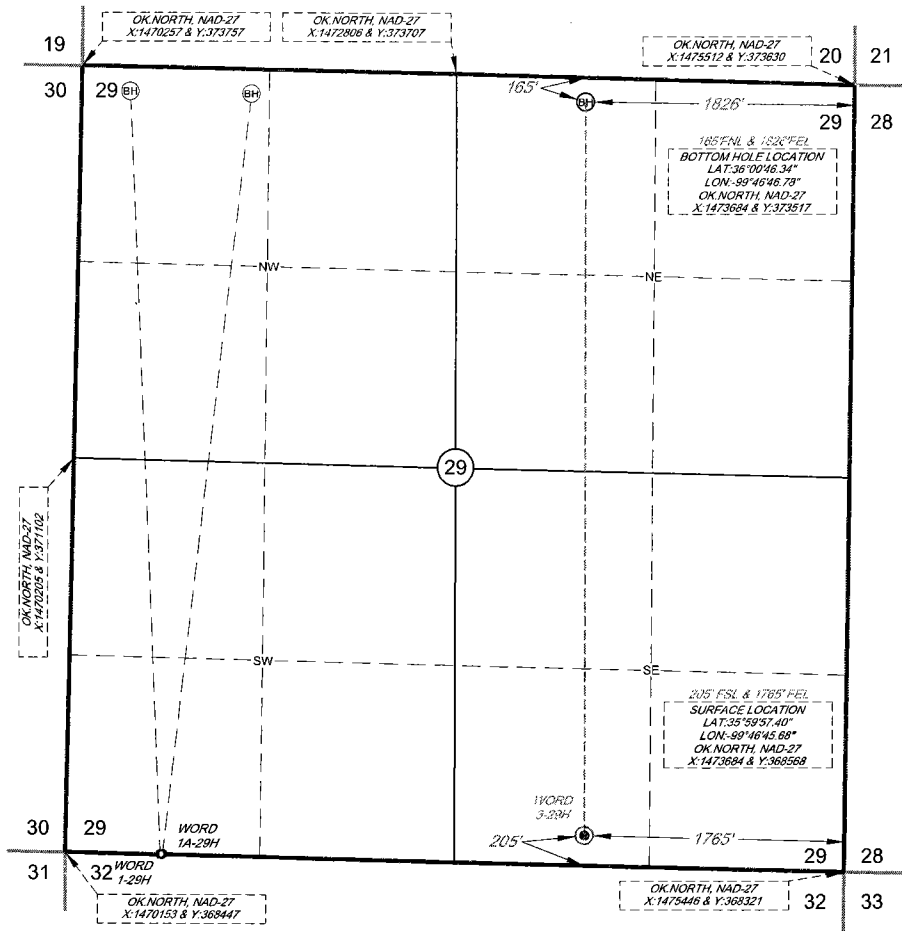 OK.NORTH, NAD-27
X:1470257 & Y:373757
OK.NORTH, NAD-27
X:1472806 & Y:373707
OK.NORTH, NAD-27
X:1475512 & Y:373630
19
20
21
30
29
BH
BH
165'
BH
1826'
29
28
165'FNL & 1826'FEL
BOTTOM HOLE LOCATION
LAT:36°00'46.34"
LON:-99°46'46.78"
OK.NORTH, NAD-27
X:1473684 & Y:373517
NW
NE
29
OK.NORTH, NAD-27
X:1470205 & Y:371102
SW
SE
205' FSL & 1765' FEL
SURFACE LOCATION
LAT:35°59'57.40"
LON:-99°46'45.68"
OK.NORTH, NAD-27
X:1473684 & Y:368568
WORD
3-29H
30
29
WORD
1A-29H
205'
1765'
29
28
31
32
WORD
1-29H
OK.NORTH, NAD-27
X:1470153 & Y:368447
OK.NORTH, NAD-27
X:1475446 & Y:368321
32
33